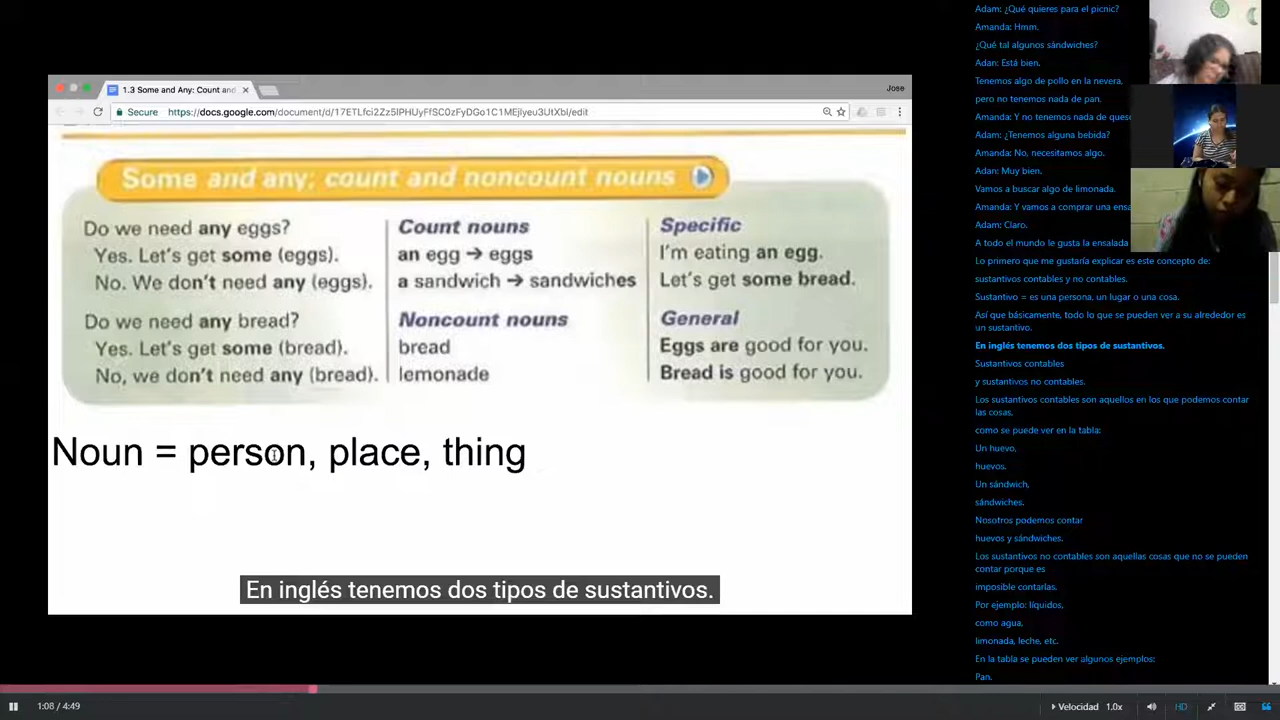 1.3 Some and Any: Count and
Jose
Secure
https://docs.google.com/document/d/17ETLfci2Zz5lPHUyFfSC0zFyDGo1C1MEjlyeu3UtXbI/edit
Some and a count and noncount nouns
Do we need any eggs?
Yes. Let's get some (eggs).
No. We don't need any (eggs).
Do we need any bread?
Yes. Let's get some (bread).
No, we don't need any (bread).
Count nouns
an egg → eggs
a sandwich → sandwiches
Noncount nouns
bread
lemonade
Specific
I'm eating an egg.
Let's get some bread.
General
Eggs are good for you.
Bread is good for you.
Noun = person, place, thing
En inglés tenemos dos tipos de sustantivos.
Adam: ¿Qué quieres para el picnic?
Amanda: Hmm.
¿Qué tal algunos sándwiches?
Adan: Está bien.
Tenemos algo de pollo en la nevera,
pero no tenemos nada de pan.
Amanda: Y no tenemos nada de queso
Adam: ¿Tenemos alguna bebida?
Amanda: No, necesitamos algo.
Adan: Muy bien.
Vamos a buscar algo de limonada.
Amanda: Y vamos a comprar una ensa
Adam: Claro.
A todo el mundo le gusta la ensalada
Lo primero que me gustaría explicar es este concepto de:
sustantivos contables y no contables.
Sustantivo = es una persona, un lugar o una cosa.
Así que básicamente, todo lo que se pueden ver a su alrededor es
un sustantivo.
En inglés tenemos dos tipos de sustantivos.
Sustantivos contables
y sustantivos no contables.
Los sustantivos contables son aquellos en los que podemos contar
las cosas,
como se puede ver en la tabla:
Un huevo,
huevos.
Un sándwich,
sándwiches.
Nosotros podemos contar
huevos y sándwiches.
Los sustantivos no contables son aquellas cosas que no se pueden
contar porque es
imposible contarlas.
Por ejemplo: líquidos,
como agua,
limonada, leche, etc.
En la tabla se pueden ver algunos ejemplos:
Pan.
1:08 / 4:49
Velocidad 1.0x
HD
CC